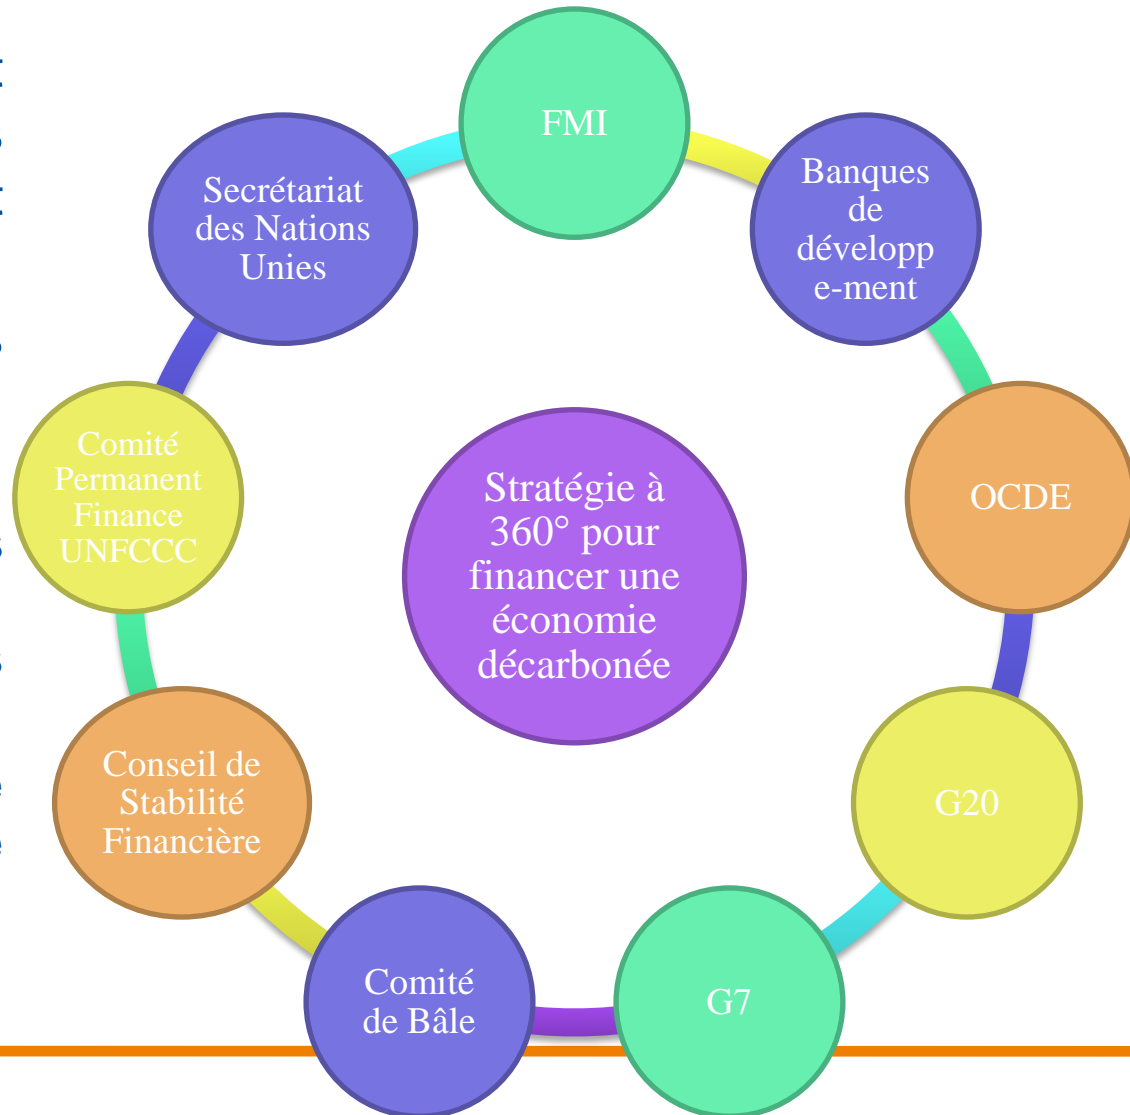 FMI
Banques
de
développ
e-ment
OCDE
G20
G7
Comité
de Bâle
Conseil de
Stabilité
Financière
Comité
Permanent
Finance
UNFCCC
Secrétariat
des Nations
Unies
Stratégie à
360° pour
financer une
économie
décarbonée